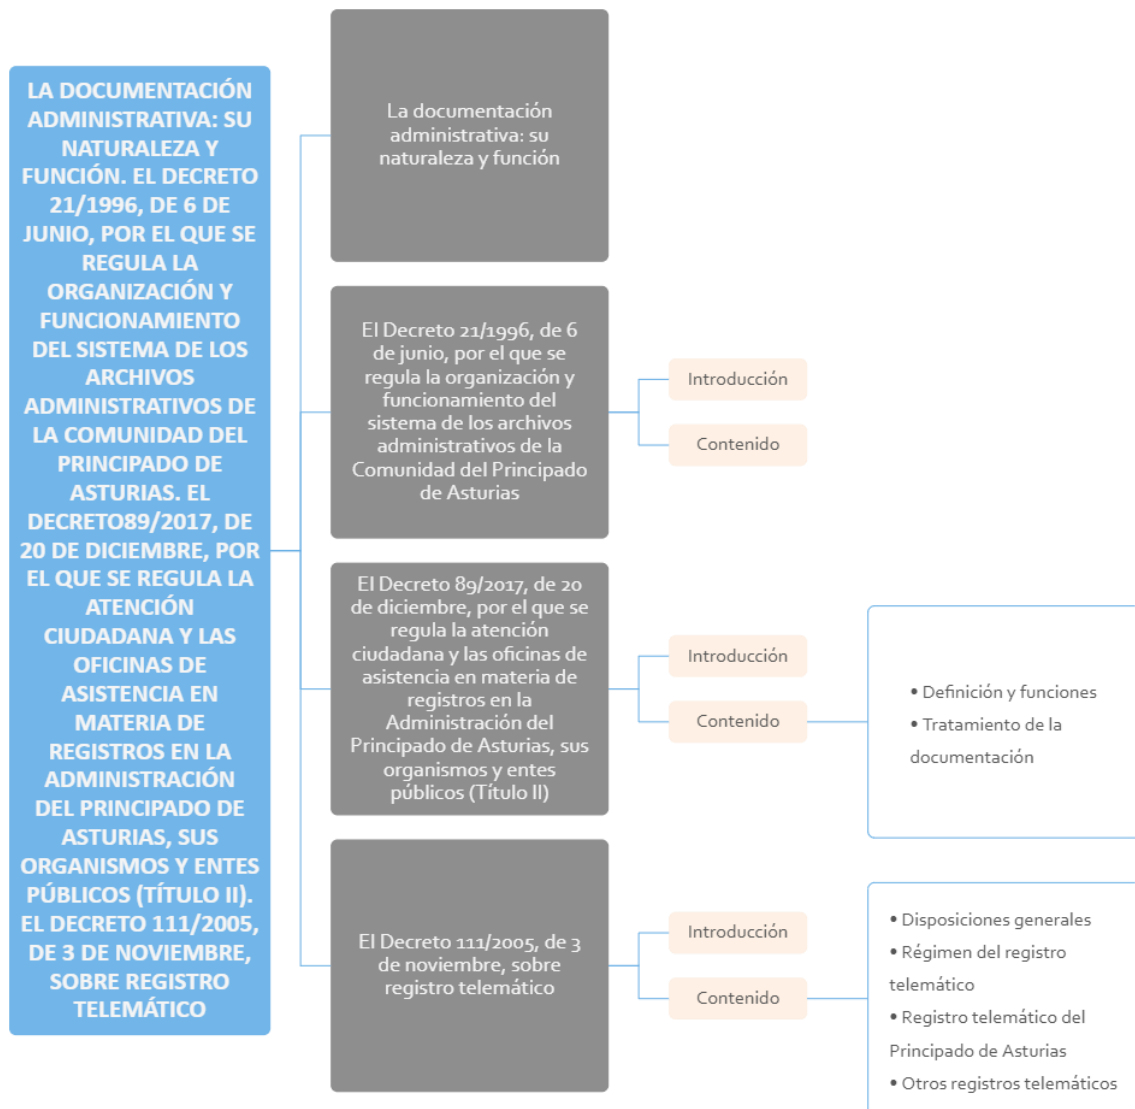 LA DOCUMENTACIÓN
ADMINISTRATIVA: SU
NATURALEZA Y
FUNCIÓN. EL DECRETO
21/1996, DE 6 DE
JUNIO, POR EL QUE SE
REGULA LA
ORGANIZACIÓN Y
FUNCIONAMIENTO
DEL SISTEMA DE LOS
ARCHIVOS
ADMINISTRATIVOS DE
LA COMUNIDAD DEL
PRINCIPADO DE
ASTURIAS. EL
DECRETO89/2017, DE
20 DE DICIEMBRE, POR
EL QUE SE REGULA LA
ATENCIÓN
CIUDADANA Y LAS
OFICINAS DE
ASISTENCIA EN
MATERIA DE
REGISTROS EN LA
ADMINISTRACIÓN
DEL PRINCIPADO DE
ASTURIAS, SUS
ORGANISMOS Y ENTES
PÚBLICOS (TÍTULO II).
EL DECRETO 111/2005,
DE 3 DE NOVIEMBRE,
SOBRE REGISTRO
TELEMÁTICO
La documentación
administrativa: su
naturaleza y función
El Decreto 21/1996, de 6
de junio, por el que se
regula la organización y
funcionamiento del
sistema de los archivos
administrativos de la
Comunidad del Principado
de Asturias
Introducción
Contenido
El Decreto 89/2017, de 20
de diciembre, por el que se
regula la atención
ciudadana y las oficinas de
asistencia en materia de
registros en la
Administración del
Principado de Asturias, sus
organismos y entes
públicos (Título II)
Introducción
Contenido
• Definición y funciones
• Tratamiento de la
documentación
El Decreto 111/2005, de 3
de noviembre, sobre
registro telemático
Introducción
Contenido
• Disposiciones generales
• Régimen del registro
telemático
• Registro telemático del
Principado de Asturias
• Otros registros telemáticos